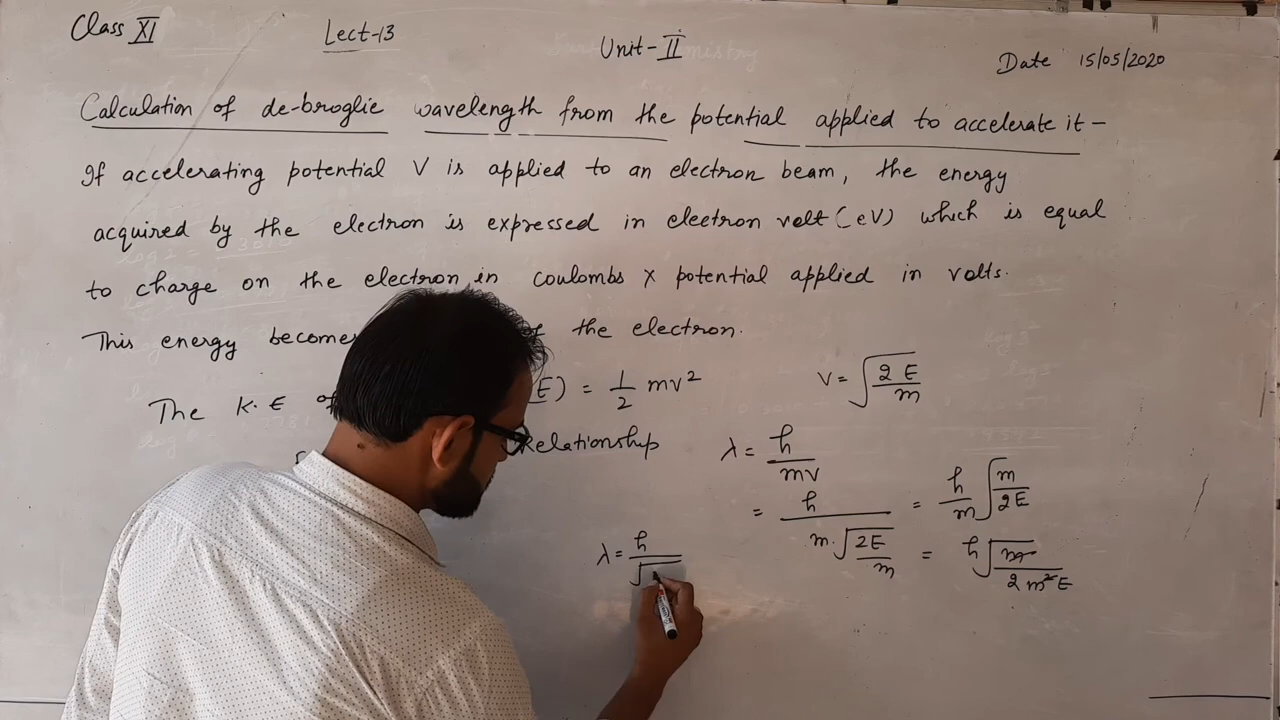 Class XI
Lect-13
Unit-II
Date 15/05/2020
Calculation of de-broglie wavelength from the potential applied to accelerate it -
If accelerating potential V is applied to an electron beam, the energy
acquired by the electron is expressed in electron volt (eV) which is equal
to charge on the electron in coulombs x potential applied in volts.
This energy becomes of the electron.
The K.E of E) = 1/2 mv²
V = √(2E/m)
Relationship
λ = h/mv
= h/(m.√(2E/m)) = h/m √(m/2E)
= h√(m/2m²E)
λ = h/√